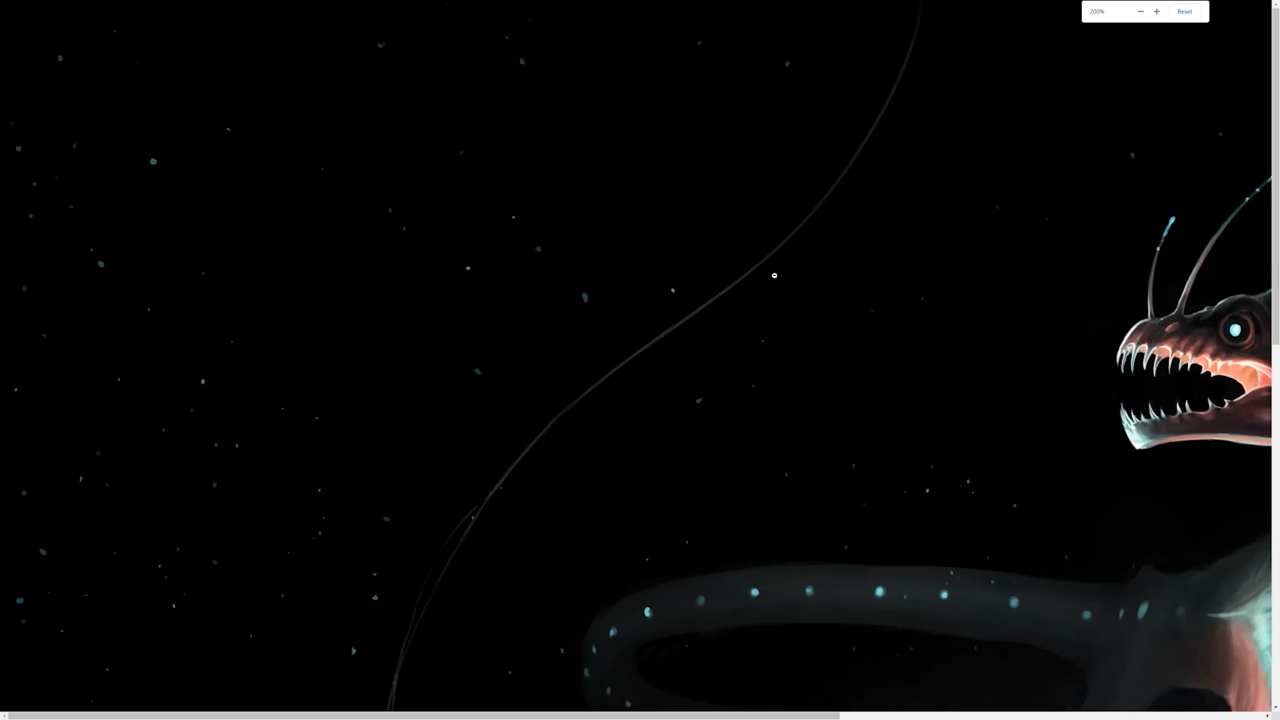 200% − + Reset